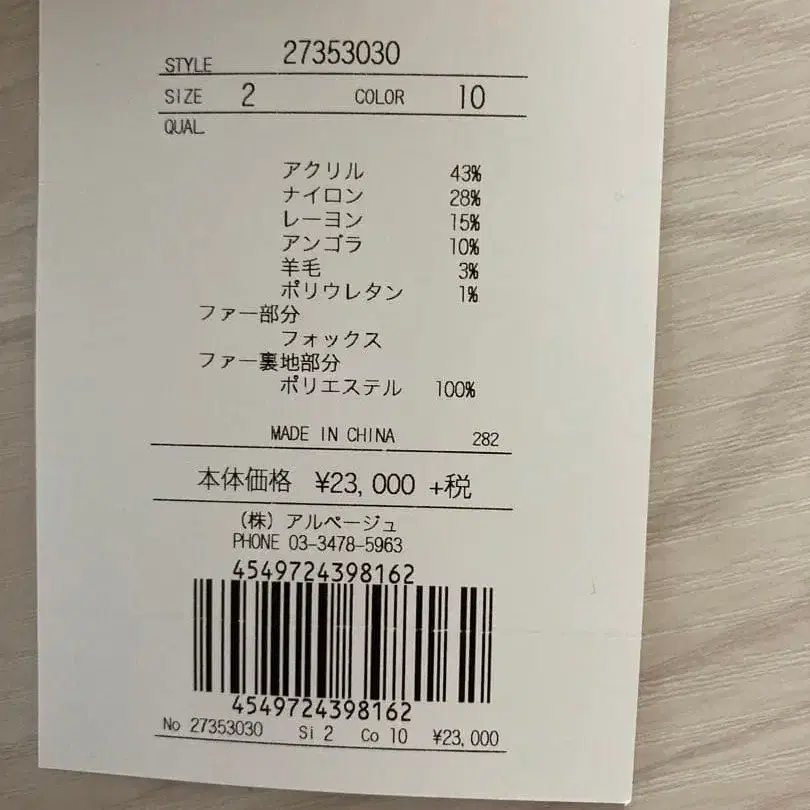 STYLE 27353030
SIZE 2 COLOR 10
QUAL.
アクリル 43%
ナイロン 28%
レーヨン 15%
アンゴラ 10%
羊毛 3%
ポリウレタン 1%
ファー部分
フォックス
ファー裏地部分
ポリエステル 100%
MADE IN CHINA 282
本体価格 ¥23,000 +税
(株) アルページュ
PHONE 03-3478-5963
4549724398162
4549724398162
No 27353030 Si 2 Co 10 ¥23,000